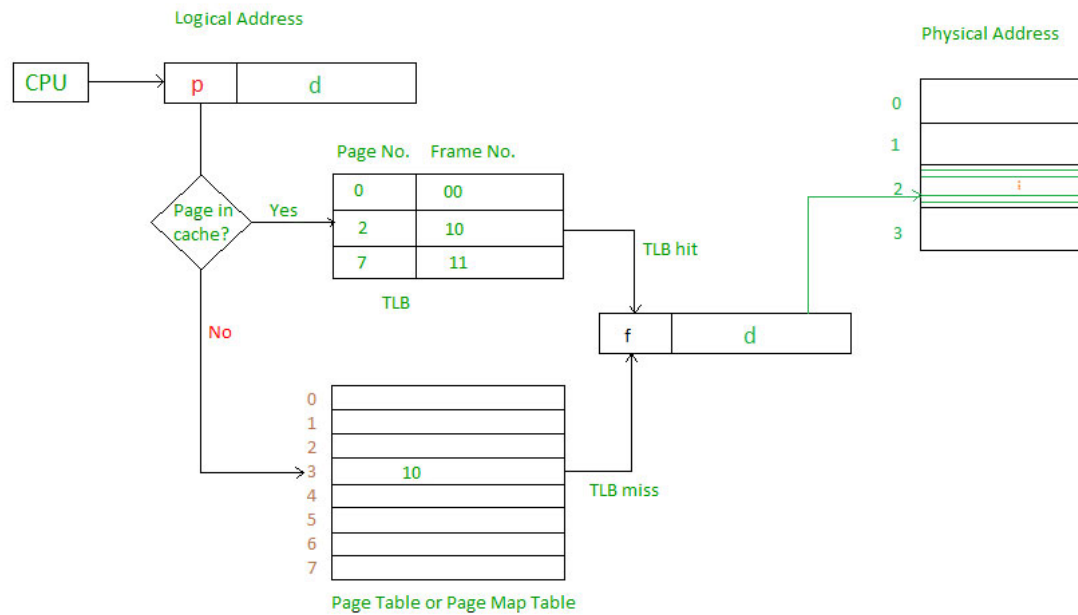 Logical Address
Physical Address
CPU
p d
0
1
2 i
3
Page in
cache?
Yes
No
Page No. Frame No.
0 00
2 10
7 11
TLB
TLB hit
f d
0
1
2
3 10
4
5
6
7
TLB miss
Page Table or Page Map Table